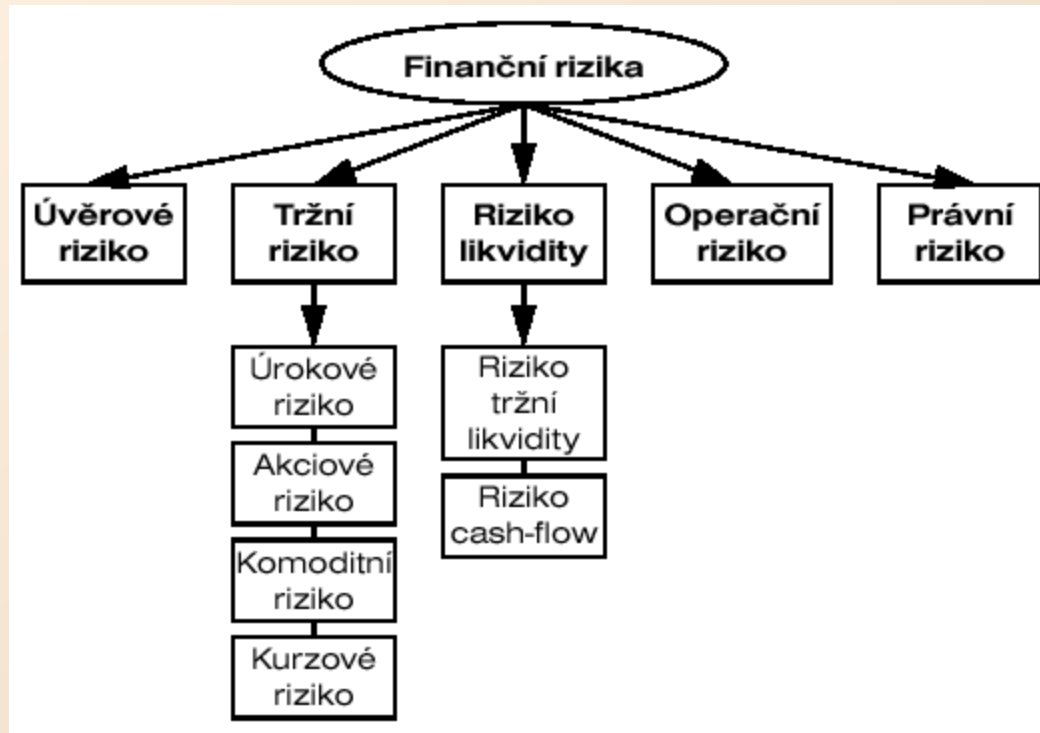 Finanční rizika
Úvěrové
riziko
Tržní
riziko
Riziko
likvidity
Operační
riziko
Právní
riziko
Úrokové
riziko
Akciové
riziko
Komoditní
riziko
Kurzové
riziko
Riziko
tržní
likvidity
Riziko
cash-flow